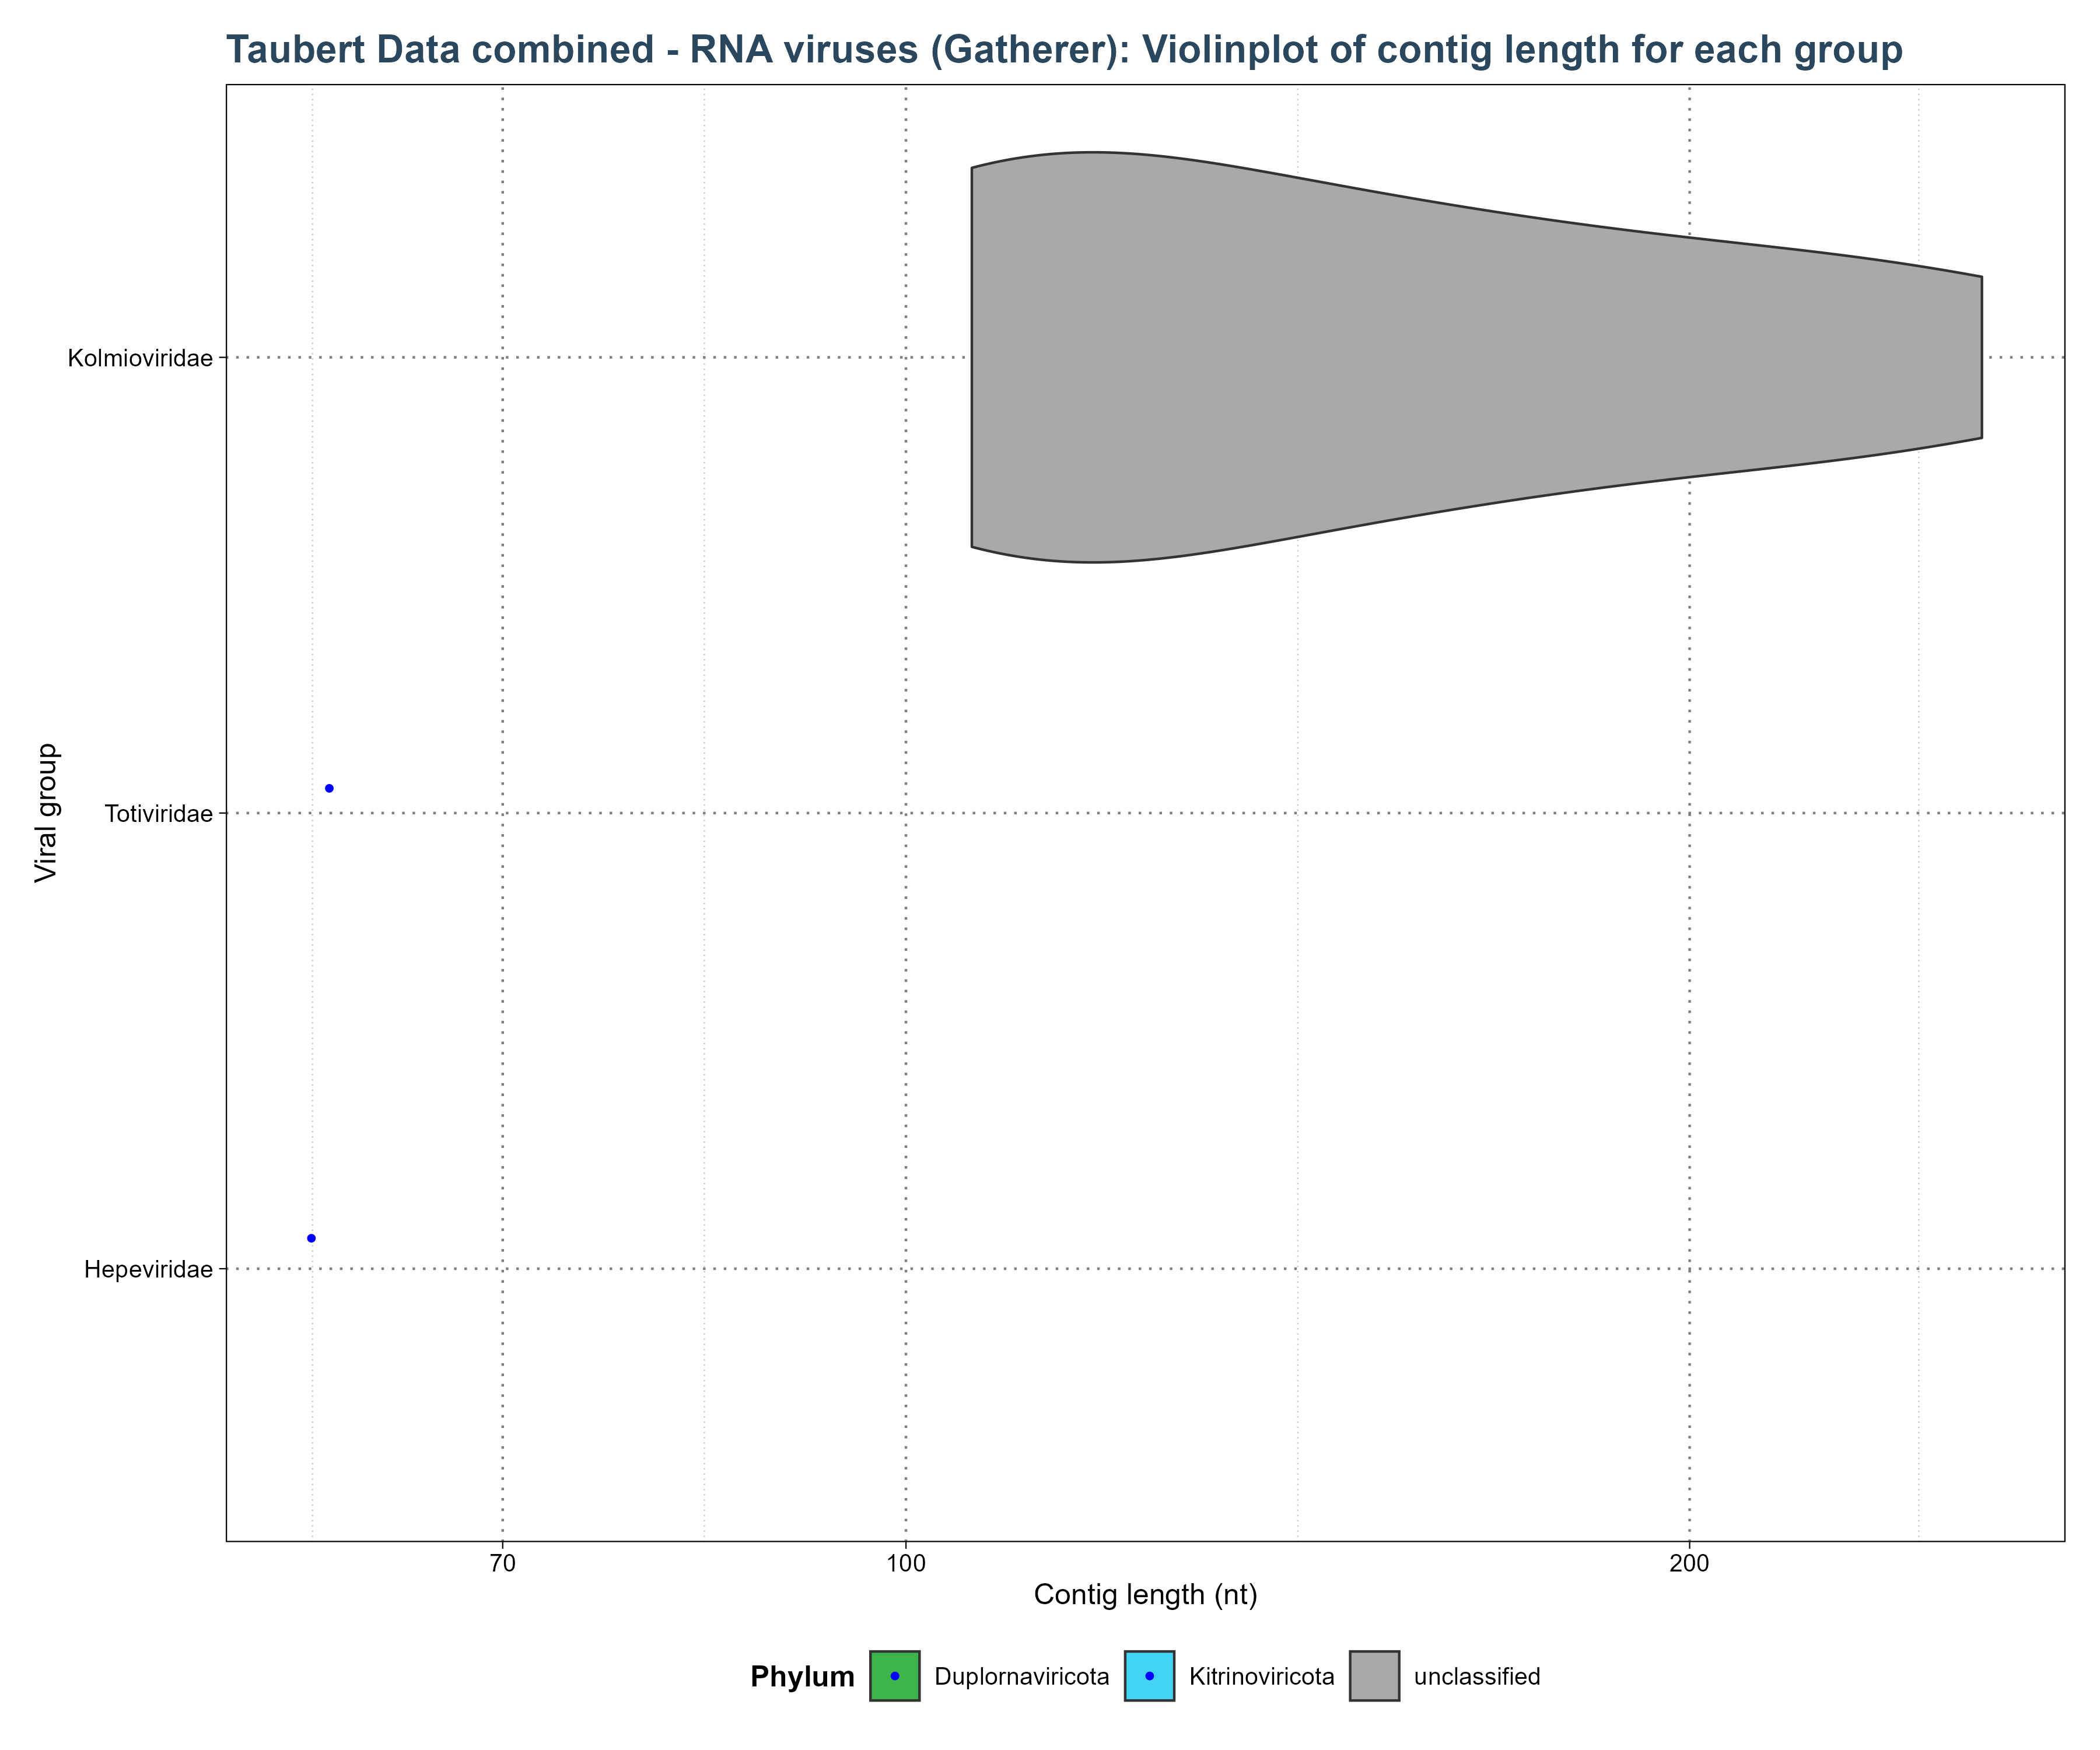 Taubert Data combined - RNA viruses (Gatherer): Violinplot of contig length for each group
Viral group
Kolmioviridae
Totiviridae
Hepeviridae
70 100 200
Contig length (nt)
Phylum Duplornaviricota Kitrinoviricota unclassified